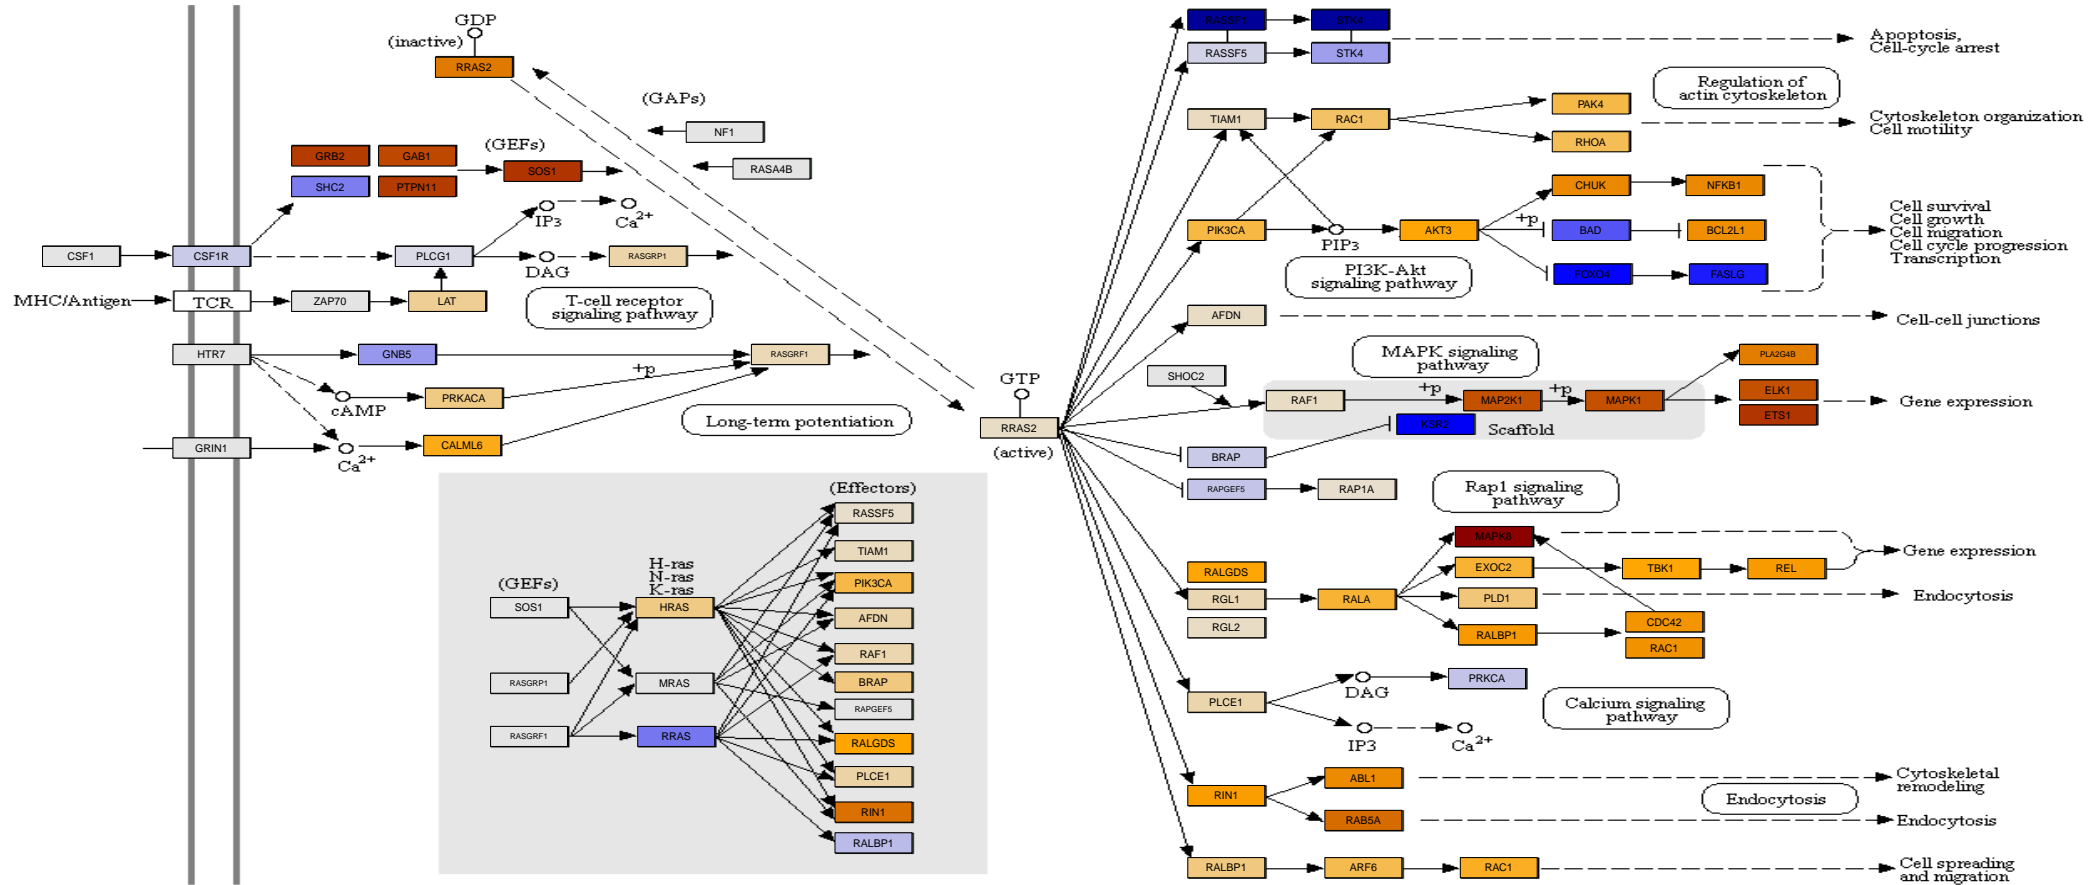 GDP
(inactive)
RRAS2
(GAPs)
NF1
RASA4B
GRB2
GAB1
(GEFs)
SHC2
PTPN11
SOS1
IP3
Ca2+
CSF1
CSF1R
PLCG1
DAG
RASGRP1
MHC/Antigen
TCR
ZAP70
LAT
T-cell receptor
signaling pathway
HTR7
GNB5
RASGRF1
+p
cAMP
PRKACA
Long-term potentiation
GRIN1
Ca2+
CALML6
(Effectors)
RASSF5
TIAM1
H-ras
N-ras
K-ras
(GEFs)
PIK3CA
SOS1
HRAS
AFDN
RAF1
RASGRP1
MRAS
BRAP
RAPGEF5
RASGRF1
RRAS
RALGDS
PLCE1
RIN1
RALBP1
GTP
RRAS2
(active)
RASSF1
STK4
RASSF5
STK4
Apoptosis,
Cell-cycle arrest
Regulation of
actin cytoskeleton
TIAM1
RAC1
PAK4
RHOA
Cytoskeleton organization
Cell motility
CHUK
NFKB1
PIK3CA
PIP3
AKT3
+p
BAD
BCL2L1
FOXO4
FASLG
PI3K-Akt
signaling pathway
Cell survival
Cell growth
Cell migration
Cell cycle progression
Transcription
AFDN
Cell-cell junctions
MAPK signaling
pathway
SHOC2
RAF1
+p
MAP2K1
+p
MAPK1
PLA2G4B
ELK1
ETS1
Gene expression
KSR2
Scaffold
BRAP
RAPGEF5
RAP1A
Rap1 signaling
pathway
MAPK8
RALGDS
EXOC2
TBK1
REL
Gene expression
RGL1
RALA
PLD1
Endocytosis
RGL2
RALBP1
CDC42
RAC1
PLCE1
DAG
PRKCA
IP3
Ca2+
Calcium signaling
pathway
RIN1
ABL1
Cytoskeletal
remodeling
Endocytosis
RAB5A
Endocytosis
RALBP1
ARF6
RAC1
Cell spreading
and migration